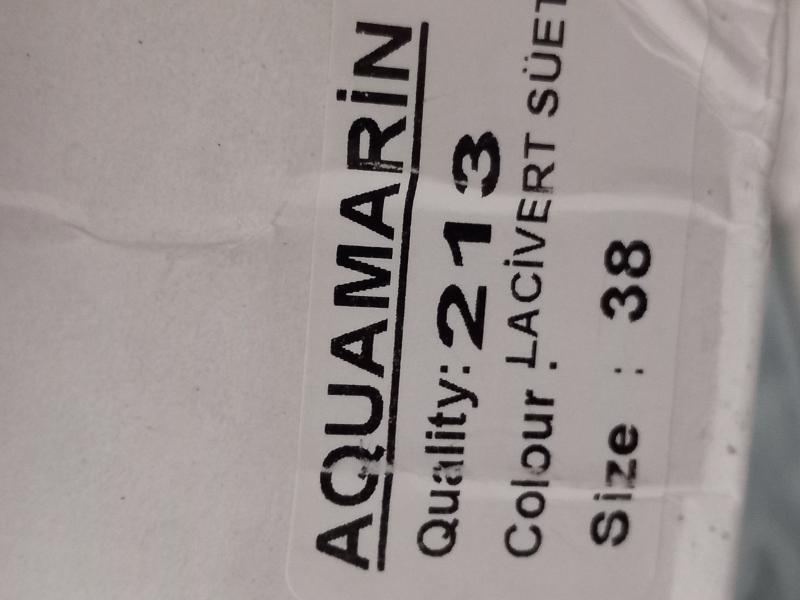 AQUAMARİN
Quality: 213
Colour : LACİVERT SÜET
Size : 38